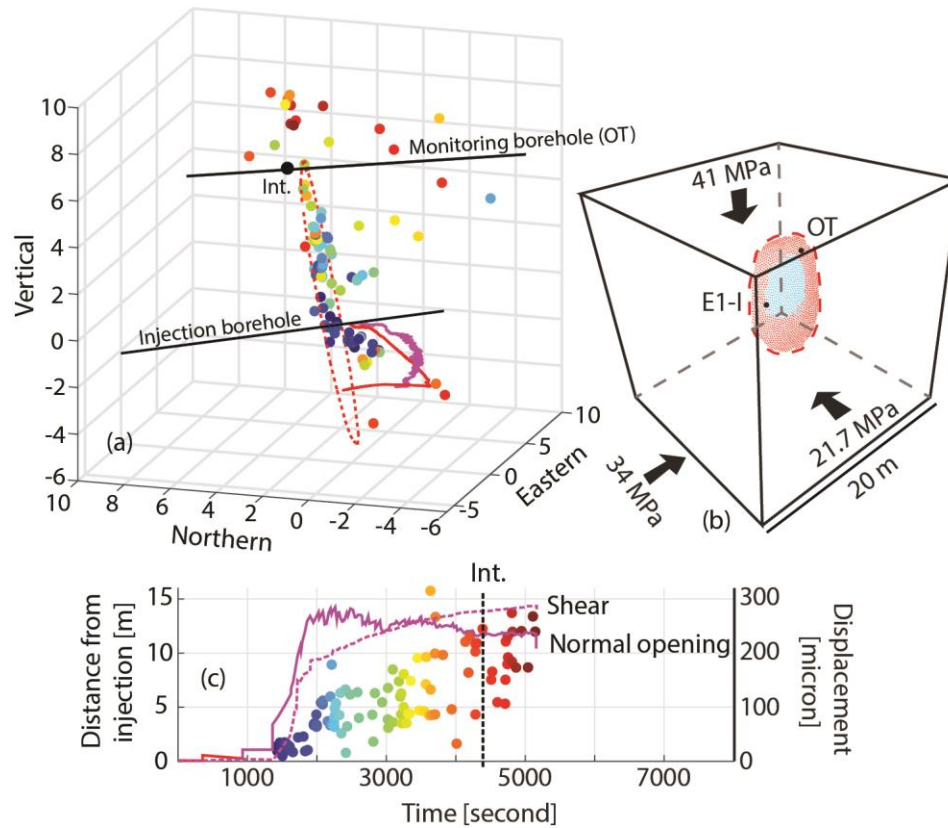 10
8
6
4
2
0
-2
-4
-6
Vertical
Monitoring borehole (OT)
Int.
Injection borehole
(a)
10
8
6
4
2
0
-2
-4
-6
Northern
-5
0
5
10
Eastern
41 MPa
OT
E1-I
34 MPa
21.7 MPa
20 m
(b)
Int.
15
10
5
0
Distance from
injection [m]
(c)
Shear
Normal opening
300
200
100
0
Displacement
[micron]
1000
3000
5000
7000
Time [second]